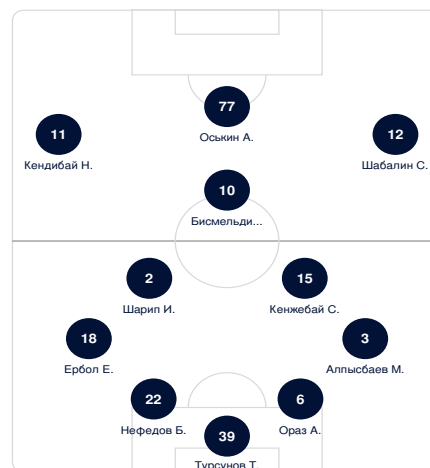 77
11
12
Оськин А.
Кендибай Н.
Шабалин С.
10
Бисмельди...
2
15
Шарип И.
Кенжебай С.
18
3
Ербол Е.
Алпысбаев М.
22
6
Нефедов Б.
Ораз А.
39
Турсунов Т.